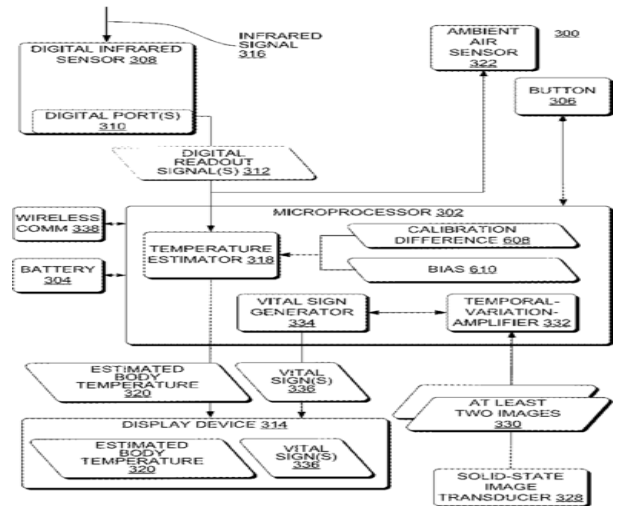 INFRARED
SIGNAL
316
DIGITAL INFRARED
SENSOR 308
DIGITAL PORT(S)
310
AMBIENT
AIR
SENSOR
322
300
BUTTON
306
DIGITAL
READOUT
SIGNAL(S) 312
WIRELESS
COMM 338
BATTERY
304
MICROPROCESSOR 302
TEMPERATURE
ESTIMATOR 318
CALIBRATION
DIFFERENCE 608
BIAS 610
VITAL SIGN
GENERATOR
334
TEMPORAL-
VARIATION-
AMPLIFIER 332
ESTIMATED
BODY
TEMPERATURE
320
VITAL
SIGN(S)
336
AT LEAST
TWO IMAGES
330
DISPLAY DEVICE 314
ESTIMATED
BODY
TEMPERATURE
320
VITAL
SIGN(S)
336
SOLID-STATE
IMAGE
TRANSDUCER 328